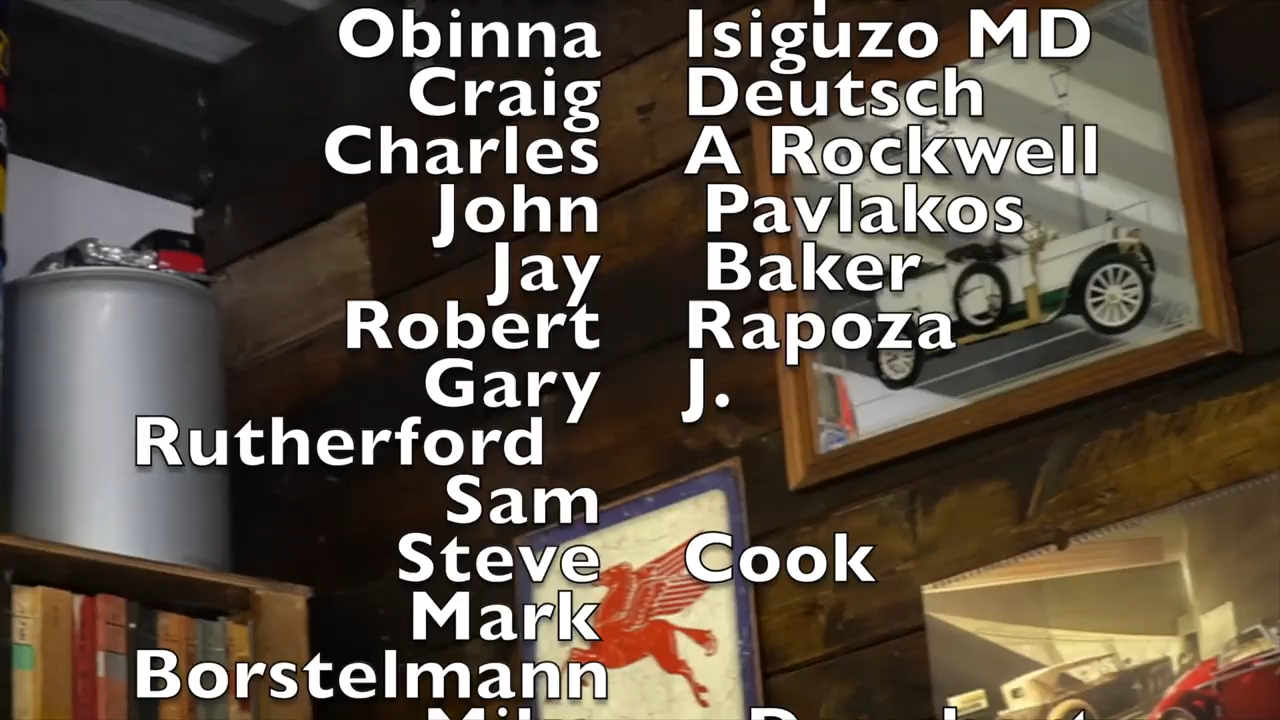 Obinna Isiguzo MD
Craig Deutsch
Charles A Rockwell
John Pavlakos
Jay Baker
Robert Rapoza
Gary J.
Rutherford
Sam
Steve Cook
Mark
Borstelmann